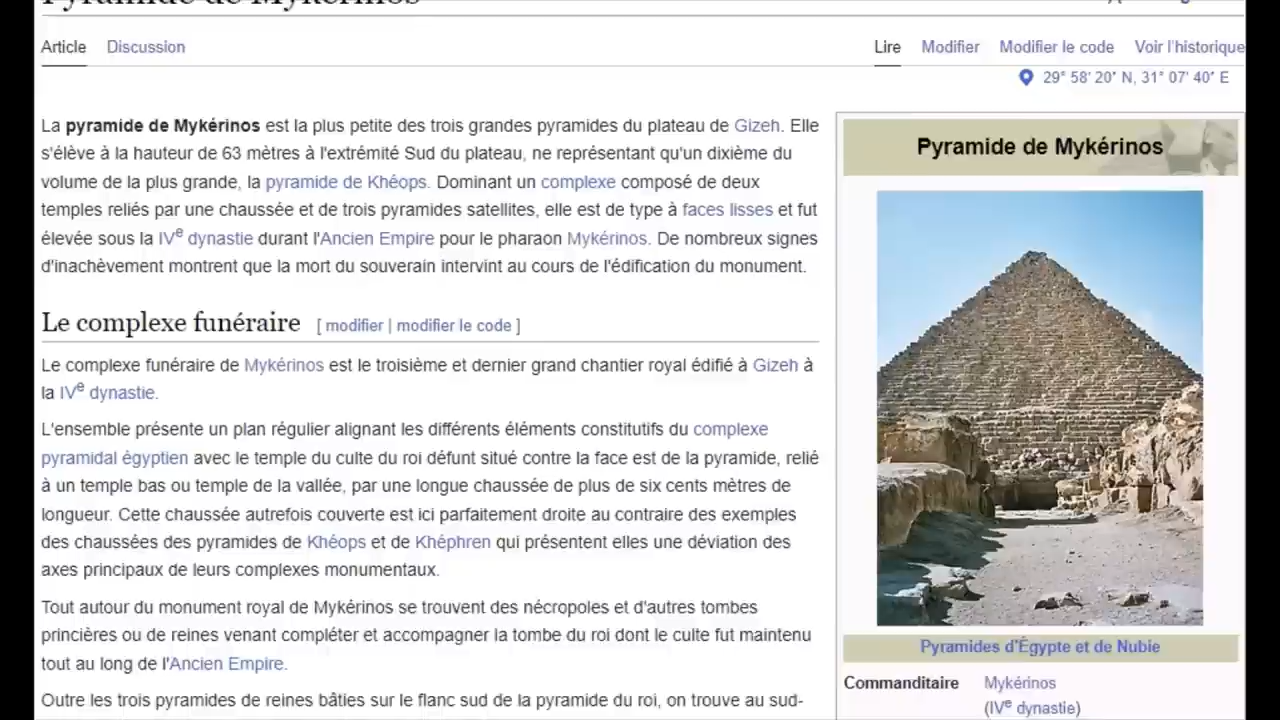 Pyramide de Mykérinos
Article Discussion Lire Modifier Modifier le code Voir l'historique
29° 58′ 20″ N, 31° 07′ 40″ E
La pyramide de Mykérinos est la plus petite des trois grandes pyramides du plateau de Gizeh. Elle
s'élève à la hauteur de 63 mètres à l'extrémité Sud du plateau, ne représentant qu'un dixième du
volume de la plus grande, la pyramide de Khéops. Dominant un complexe composé de deux
temples reliés par une chaussée et de trois pyramides satellites, elle est de type à faces lisses et fut
élevée sous la IVe dynastie durant l'Ancien Empire pour le pharaon Mykérinos. De nombreux signes
d'inachèvement montrent que la mort du souverain intervint au cours de l'édification du monument.
Le complexe funéraire [ modifier | modifier le code ]
Le complexe funéraire de Mykérinos est le troisième et dernier grand chantier royal édifié à Gizeh à
la IVe dynastie.
L'ensemble présente un plan régulier alignant les différents éléments constitutifs du complexe
pyramidal égyptien avec le temple du culte du roi défunt situé contre la face est de la pyramide, relié
à un temple bas ou temple de la vallée, par une longue chaussée de plus de six cents mètres de
longueur. Cette chaussée autrefois couverte est ici parfaitement droite au contraire des exemples
des chaussées des pyramides de Khéops et de Khéphren qui présentent elles une déviation des
axes principaux de leurs complexes monumentaux.
Tout autour du monument royal de Mykérinos se trouvent des nécropoles et d'autres tombes
princières ou de reines venant compléter et accompagner la tombe du roi dont le culte fut maintenu
tout au long de l'Ancien Empire.
Outre les trois pyramides de reines bâties sur le flanc sud de la pyramide du roi, on trouve au sud-
Pyramide de Mykérinos
Pyramides d'Égypte et de Nubie
Commanditaire Mykérinos
(IVe dynastie)